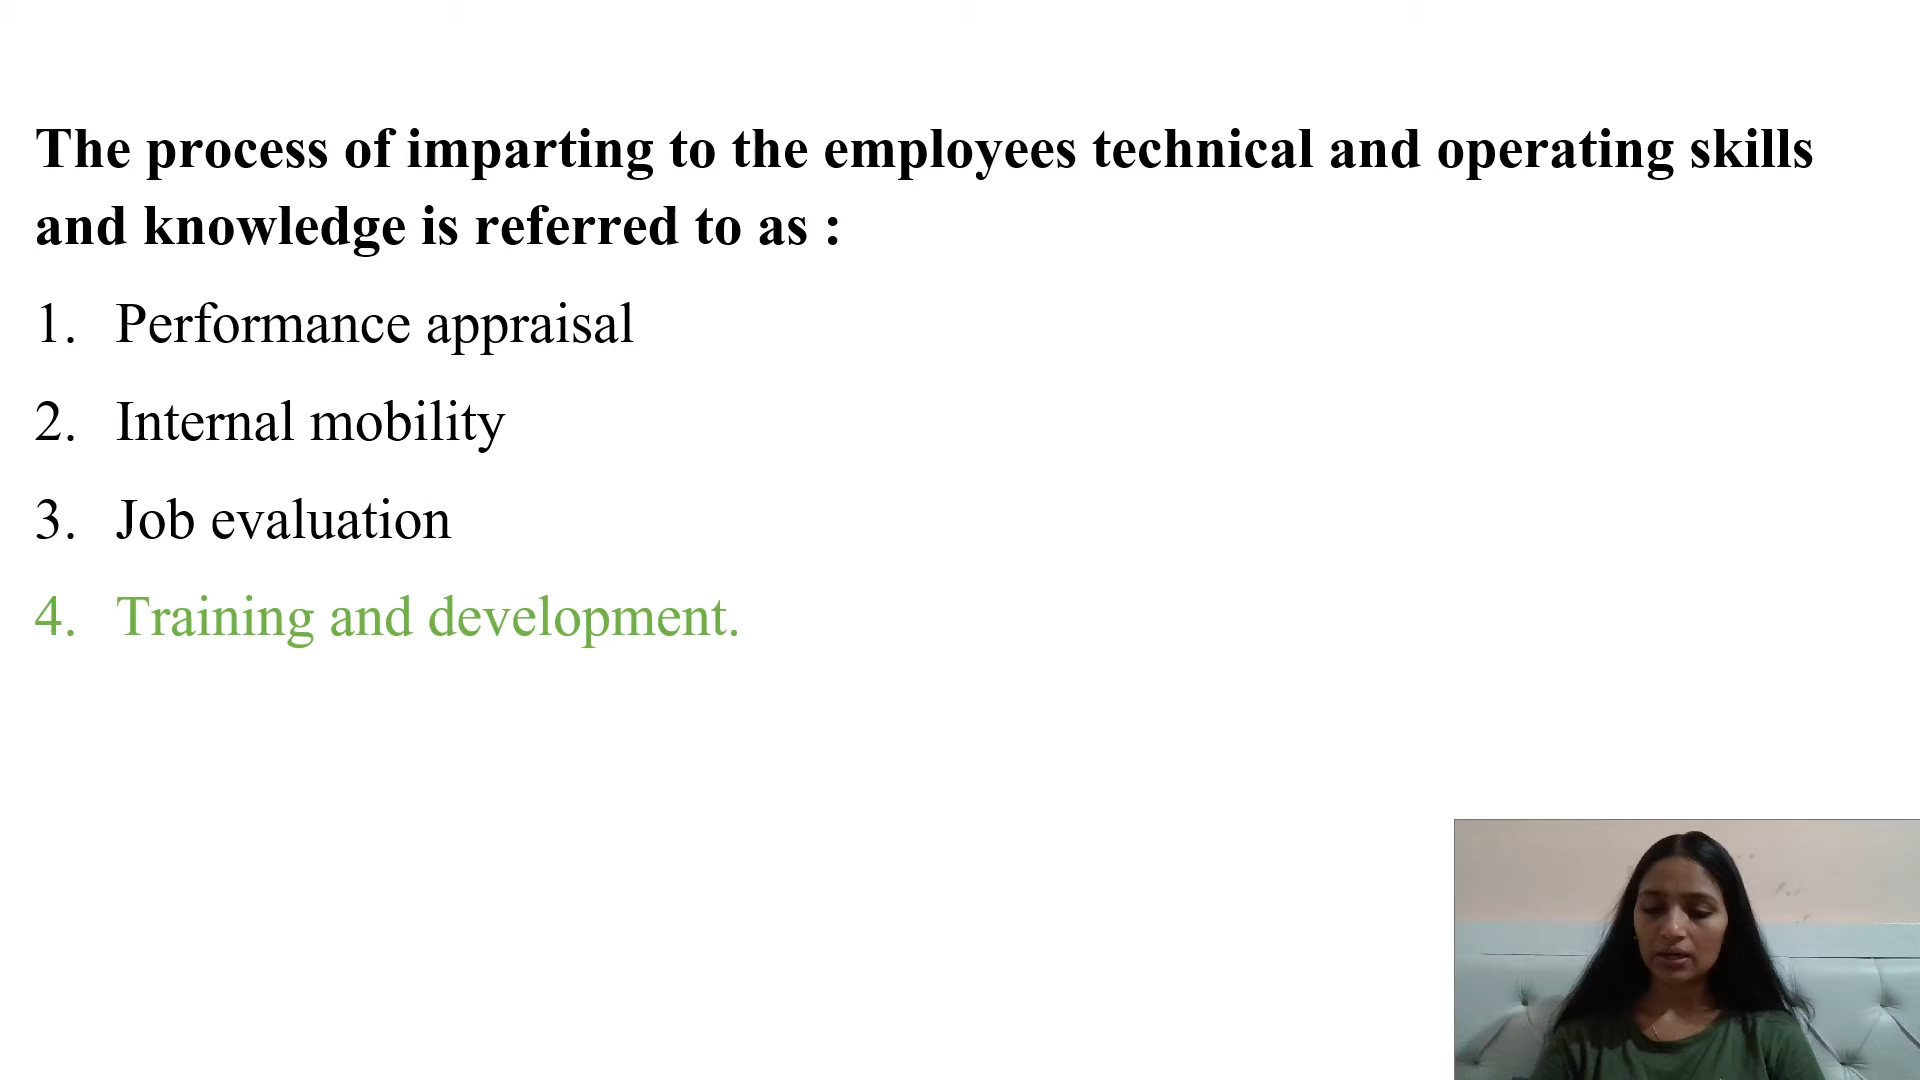 The process of imparting to the employees technical and operating skills
and knowledge is referred to as :
1. Performance appraisal
2. Internal mobility
3. Job evaluation
4. Training and development.